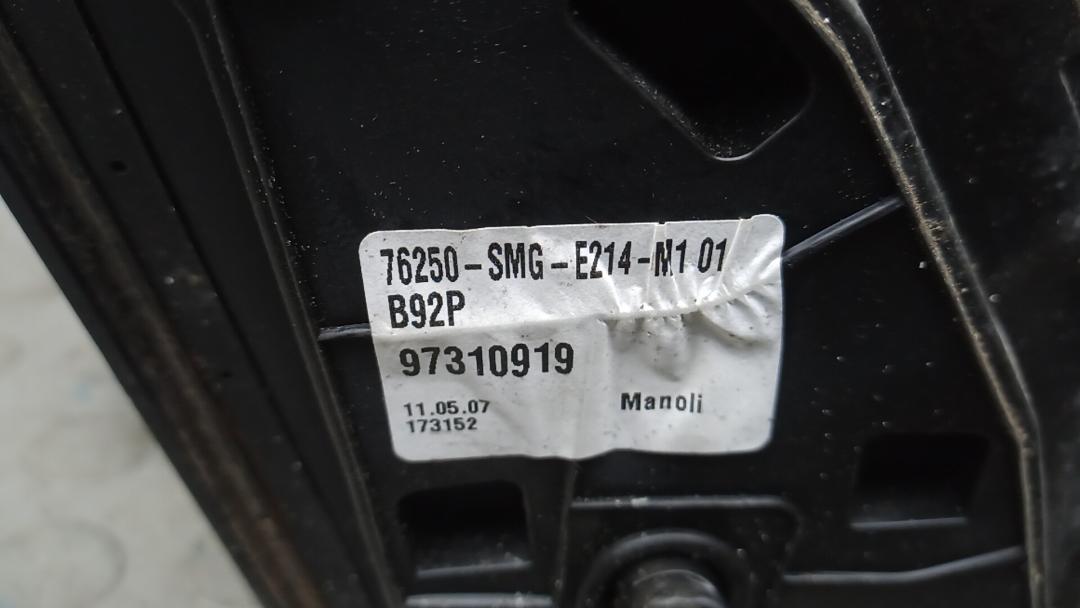 76250-SMG-E214-M1 01
B92P
97310919
11.05.07
173152
Manoli